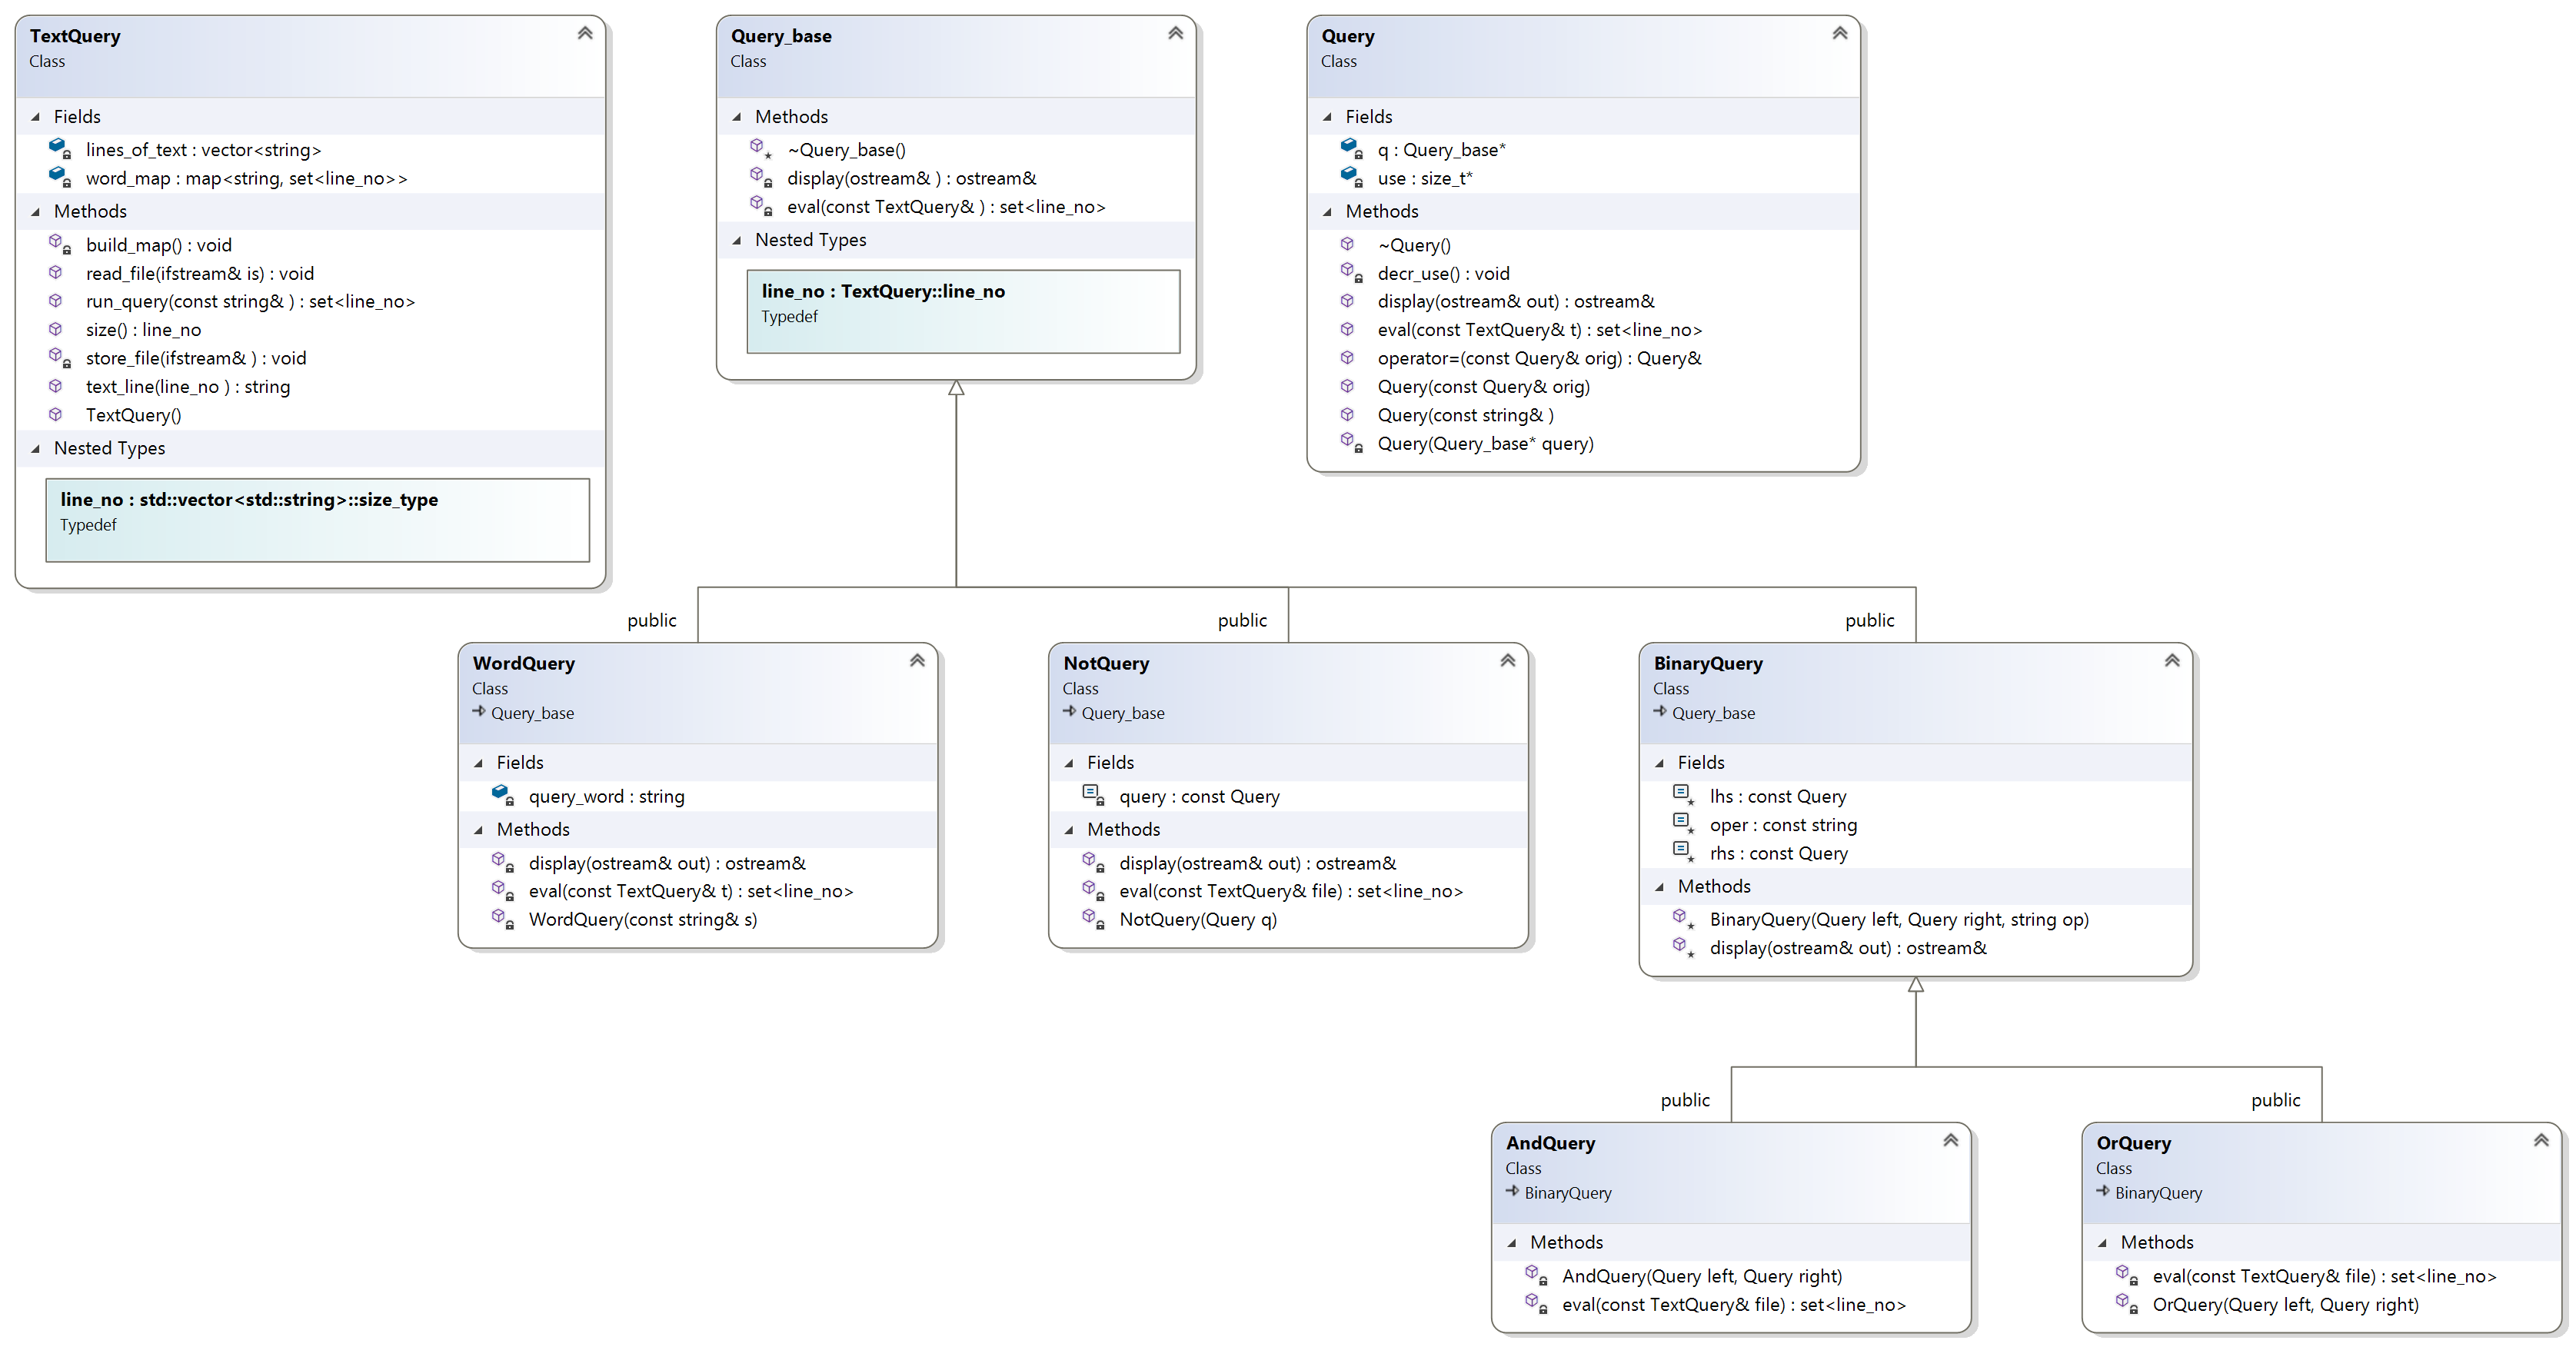 TextQuery
Class
Fields
lines_of_text : vector<string>
word_map : map<string, set<line_no>>
Methods
build_map() : void
read_file(ifstream& is) : void
run_query(const string& ) : set<line_no>
size() : line_no
store_file(ifstream& ) : void
text_line(line_no ) : string
TextQuery()
Nested Types
line_no : std::vector<std::string>::size_type
Typedef
Query_base
Class
Methods
~Query_base()
display(ostream& ) : ostream&
eval(const TextQuery& ) : set<line_no>
Nested Types
line_no : TextQuery::line_no
Typedef
Query
Class
Fields
q : Query_base*
use : size_t*
Methods
~Query()
decr_use() : void
display(ostream& out) : ostream&
eval(const TextQuery& t) : set<line_no>
operator=(const Query& orig) : Query&
Query(const Query& orig)
Query(const string& )
Query(Query_base* query)
public
public
public
WordQuery
Class
Query_base
Fields
query_word : string
Methods
display(ostream& out) : ostream&
eval(const TextQuery& t) : set<line_no>
WordQuery(const string& s)
NotQuery
Class
Query_base
Fields
query : const Query
Methods
display(ostream& out) : ostream&
eval(const TextQuery& file) : set<line_no>
NotQuery(Query q)
BinaryQuery
Class
Query_base
Fields
lhs : const Query
oper : const string
rhs : const Query
Methods
BinaryQuery(Query left, Query right, string op)
display(ostream& out) : ostream&
public
public
AndQuery
Class
BinaryQuery
Methods
AndQuery(Query left, Query right)
eval(const TextQuery& file) : set<line_no>
OrQuery
Class
BinaryQuery
Methods
eval(const TextQuery& file) : set<line_no>
OrQuery(Query left, Query right)